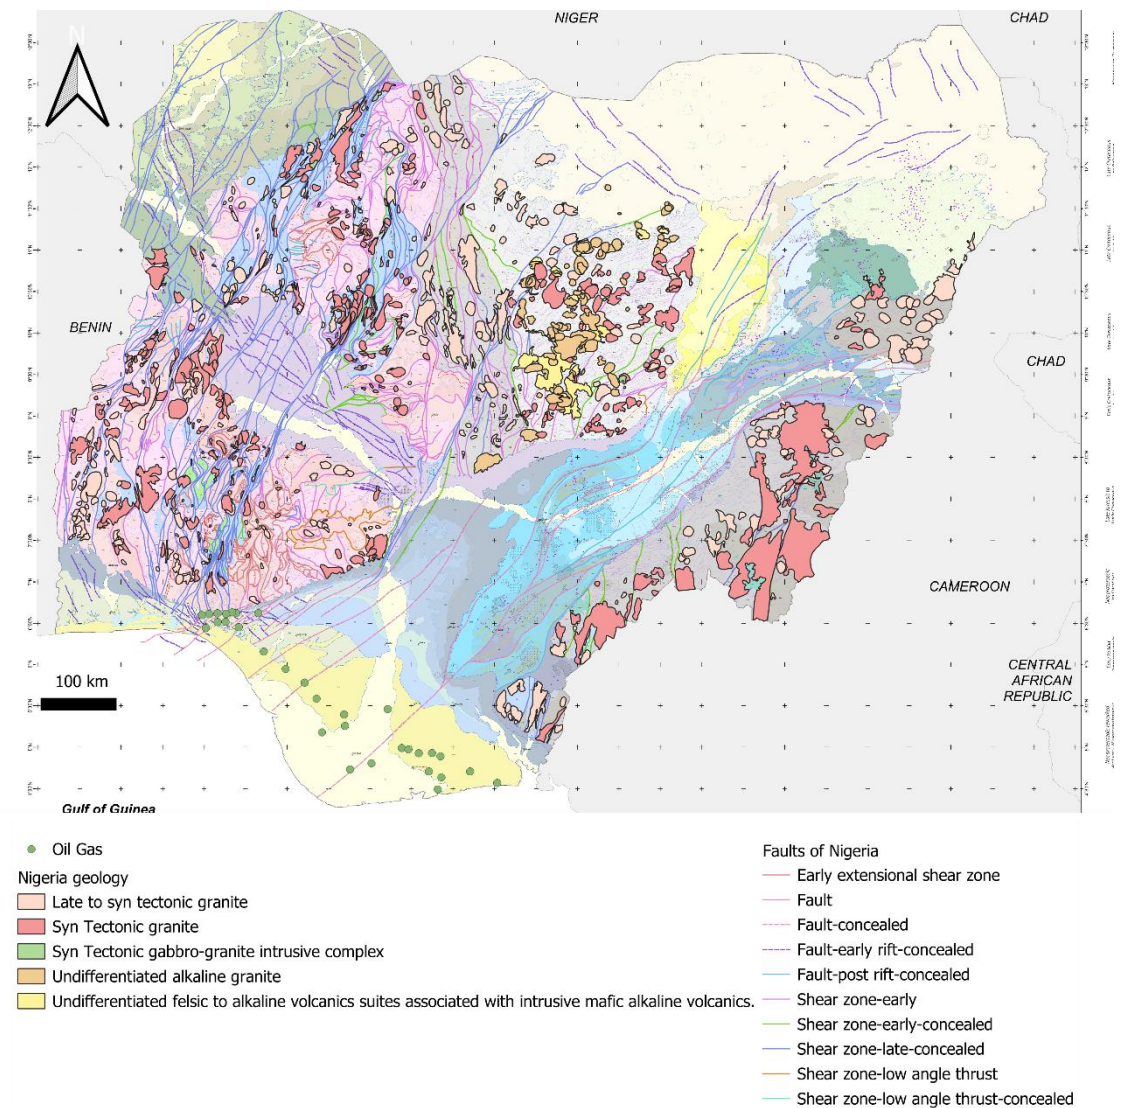 NIGER
CHAD
N
BENIN
CHAD
CAMEROON
CENTRAL
AFRICAN
REPUBLIC
100 km
Gulf of Guinea
Oil Gas
Nigeria geology
Late to syn tectonic granite
Syn Tectonic granite
Syn Tectonic gabbro-granite intrusive complex
Undifferentiated alkaline granite
Undifferentiated felsic to alkaline volcanics suites associated with intrusive mafic alkaline volcanics.
Faults of Nigeria
Early extensional shear zone
Fault
Fault-concealed
Fault-early rift-concealed
Fault-post rift-concealed
Shear zone-early
Shear zone-early-concealed
Shear zone-late-concealed
Shear zone-low angle thrust
Shear zone-low angle thrust-concealed